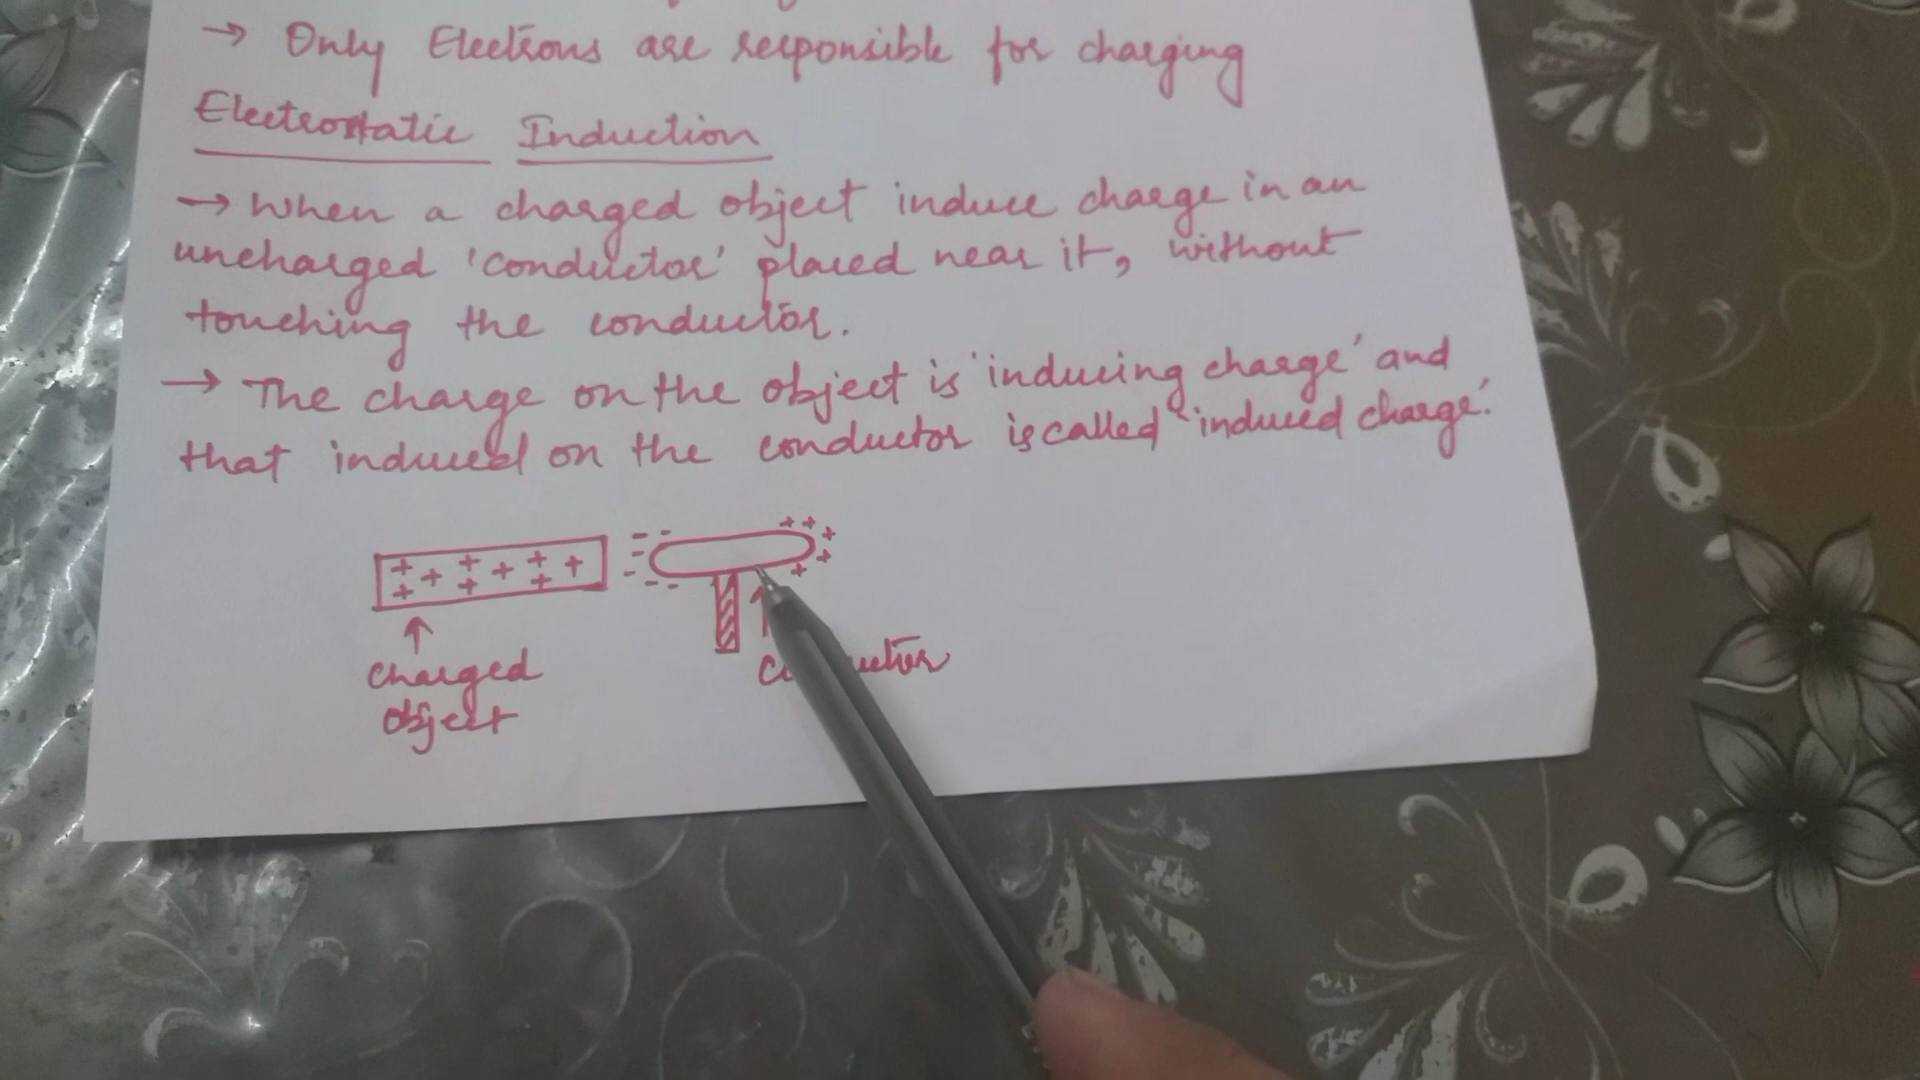 → Only Electrons are responsible for charging
Electrostatic Induction
→ When a charged object induce charge in an
uncharged 'conductor' placed near it, without
touching the conductor.
→ The charge on the object is 'inducing charge' and
that induced on the conductor is called 'induced charge'.
Charged
object